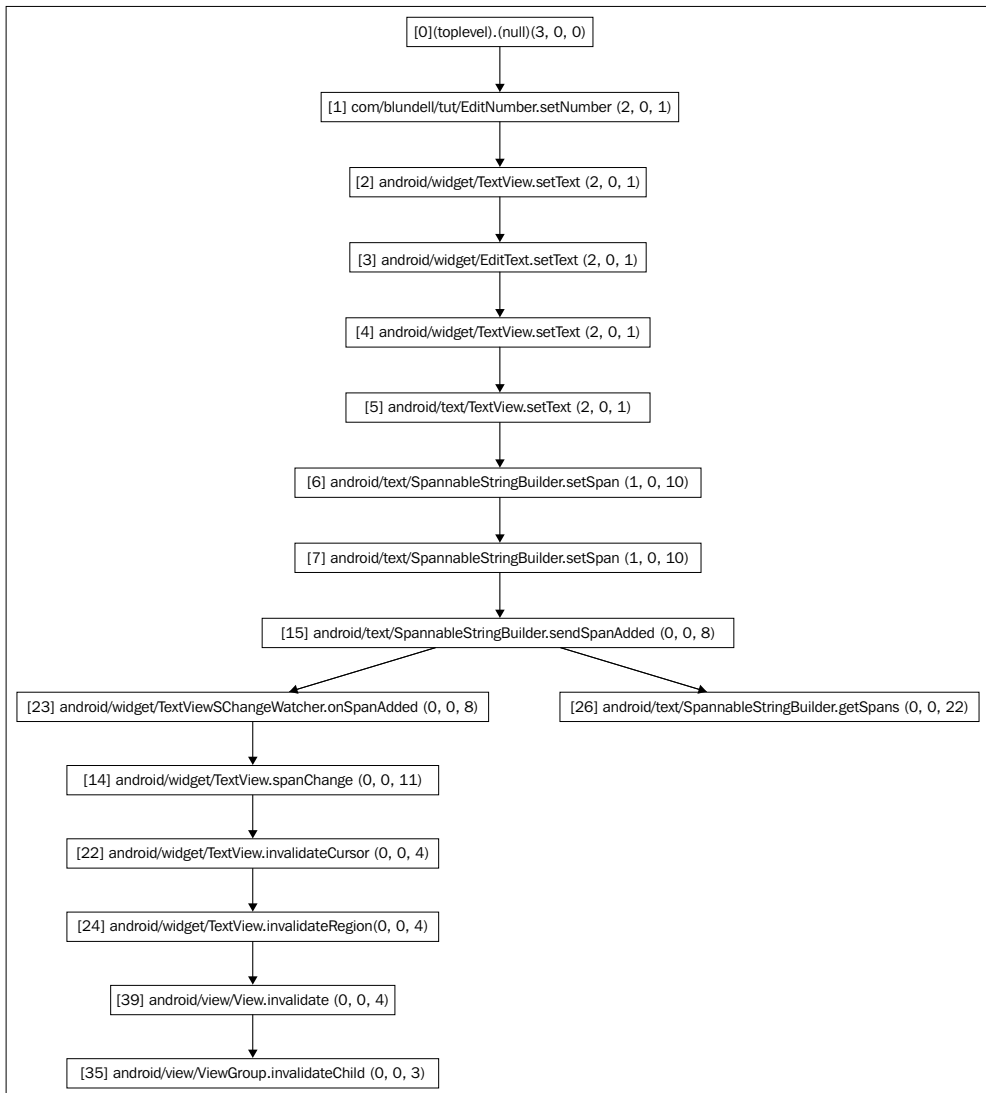 [0](toplevel).(null)(3, 0, 0)
[1] com/blundell/tut/EditNumber.setNumber (2, 0, 1)
[2] android/widget/TextView.setText (2, 0, 1)
[3] android/widget/EditText.setText (2, 0, 1)
[4] android/widget/TextView.setText (2, 0, 1)
[5] android/text/TextView.setText (2, 0, 1)
[6] android/text/SpannableStringBuilder.setSpan (1, 0, 10)
[7] android/text/SpannableStringBuilder.setSpan (1, 0, 10)
[15] android/text/SpannableStringBuilder.sendSpanAdded (0, 0, 8)
[23] android/widget/TextViewSChangeWatcher.onSpanAdded (0, 0, 8)
[26] android/text/SpannableStringBuilder.getSpans (0, 0, 22)
[14] android/widget/TextView.spanChange (0, 0, 11)
[22] android/widget/TextView.invalidateCursor (0, 0, 4)
[24] android/widget/TextView.invalidateRegion(0, 0, 4)
[39] android/view/View.invalidate (0, 0, 4)
[35] android/view/ViewGroup.invalidateChild (0, 0, 3)